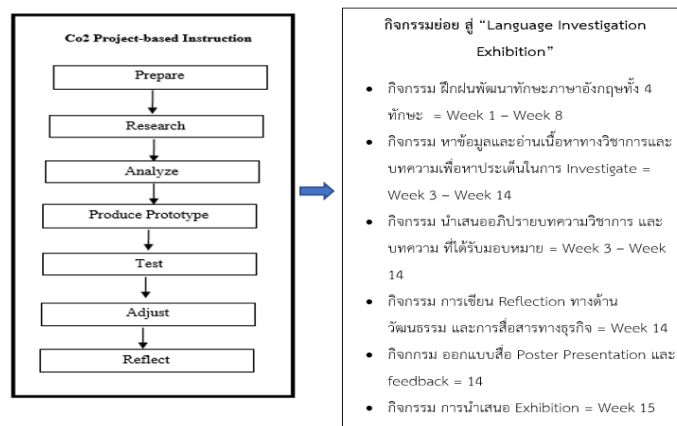 Co2 Project-based Instruction
Prepare
Research
Analyze
Produce Prototype
Test
Adjust
Reflect
กิจกรรมย่อย สู่ “Language Investigation
Exhibition”
• กิจกรรม ฝึกฝนพัฒนาทักษะภาษาอังกฤษทั้ง 4
ทักษะ = Week 1 – Week 8
• กิจกรรม หาข้อมูลและอ่านเนื้อหาทางวิชาการและ
บทความเพื่อหาประเด็นในการ Investigate =
Week 3 – Week 14
• กิจกรรม นำเสนออภิปรายบทความวิชาการ และ
บทความ ที่ได้รับมอบหมาย = Week 3 – Week
14
• กิจกรรม การเขียน Reflection ทางด้าน
วัฒนธรรม และการสื่อสารทางธุรกิจ = Week 14
• กิจกกรม ออกแบบสื่อ Poster Presentation และ
feedback = 14
• กิจกรรม การนำเสนอ Exhibition = Week 15